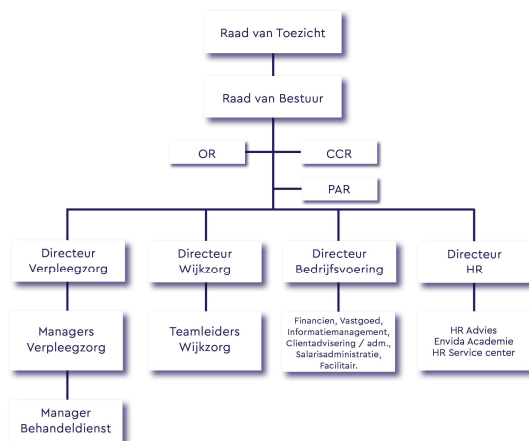 Raad van Toezicht
Raad van Bestuur
OR
CCR
PAR
Directeur
Verpleegzorg
Directeur
Wijkzorg
Directeur
Bedrijfsvoering
Directeur
HR
Managers
Verpleegzorg
Teamleiders
Wijkzorg
Financien, Vastgoed,
Informatiemanagement,
Clientadvisering / adm.,
Salarisadministratie,
Facilitair.
HR Advies
Envida Academie
HR Service center
Manager
Behandeldienst